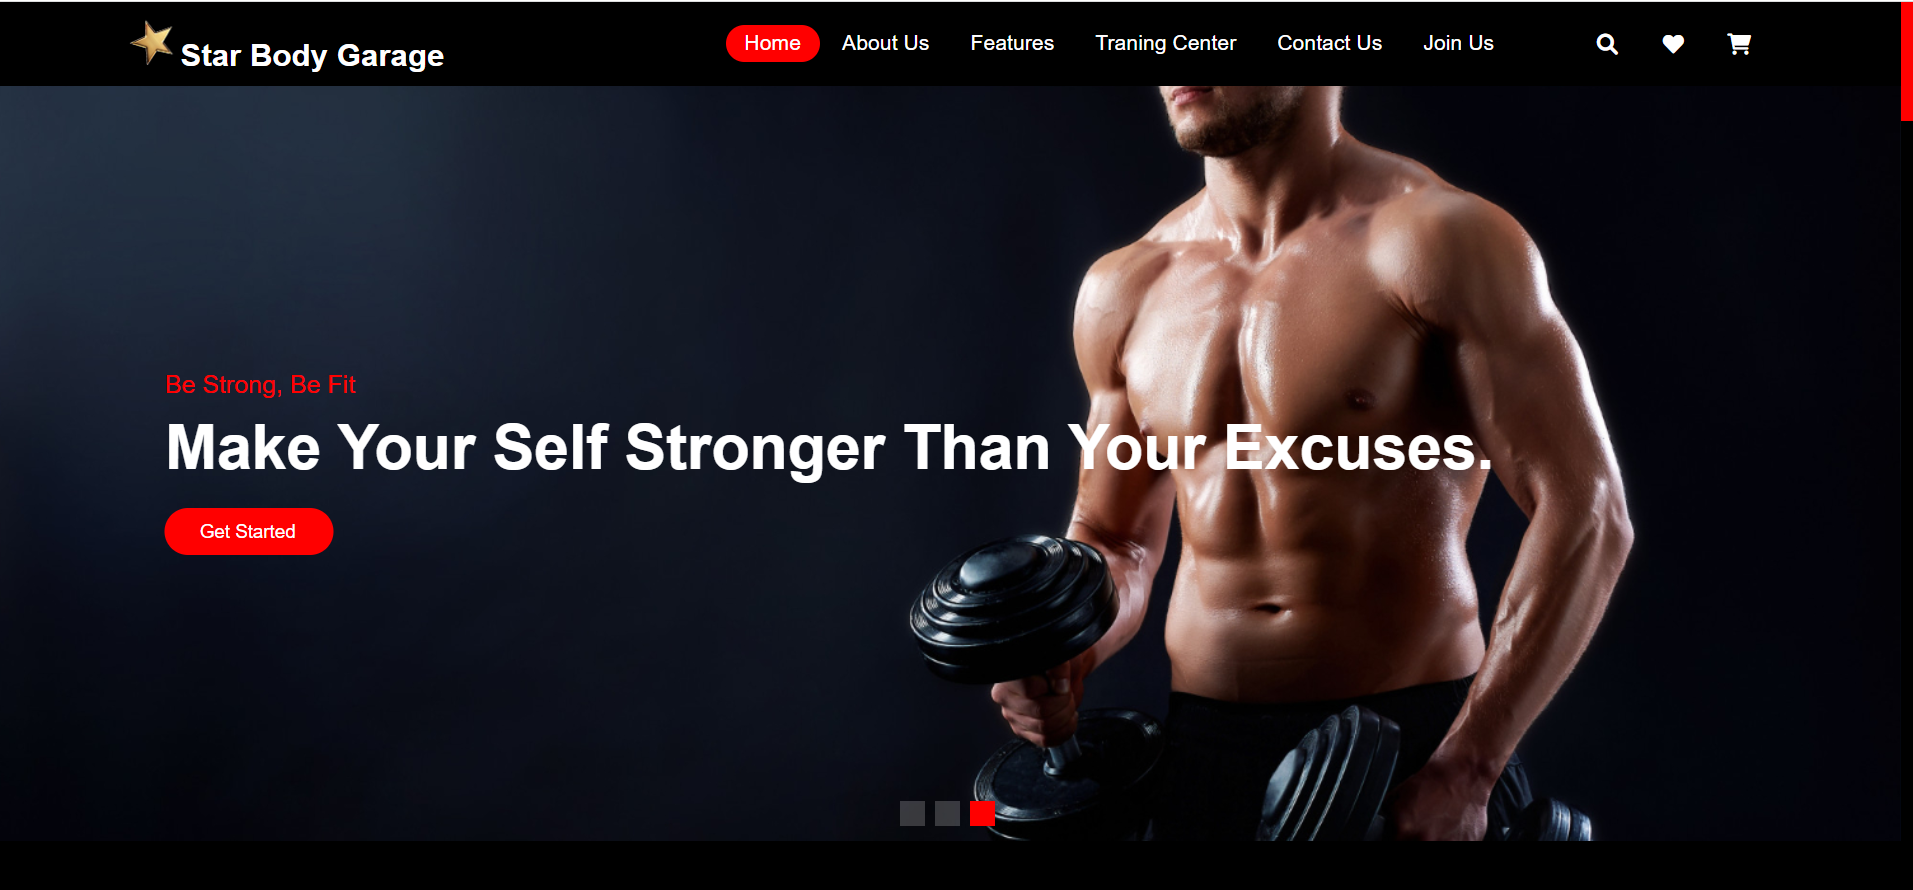 Star Body Garage
Home About Us Features Traning Center Contact Us Join Us
Be Strong, Be Fit
Make Your Self Stronger Than Your Excuses.
Get Started